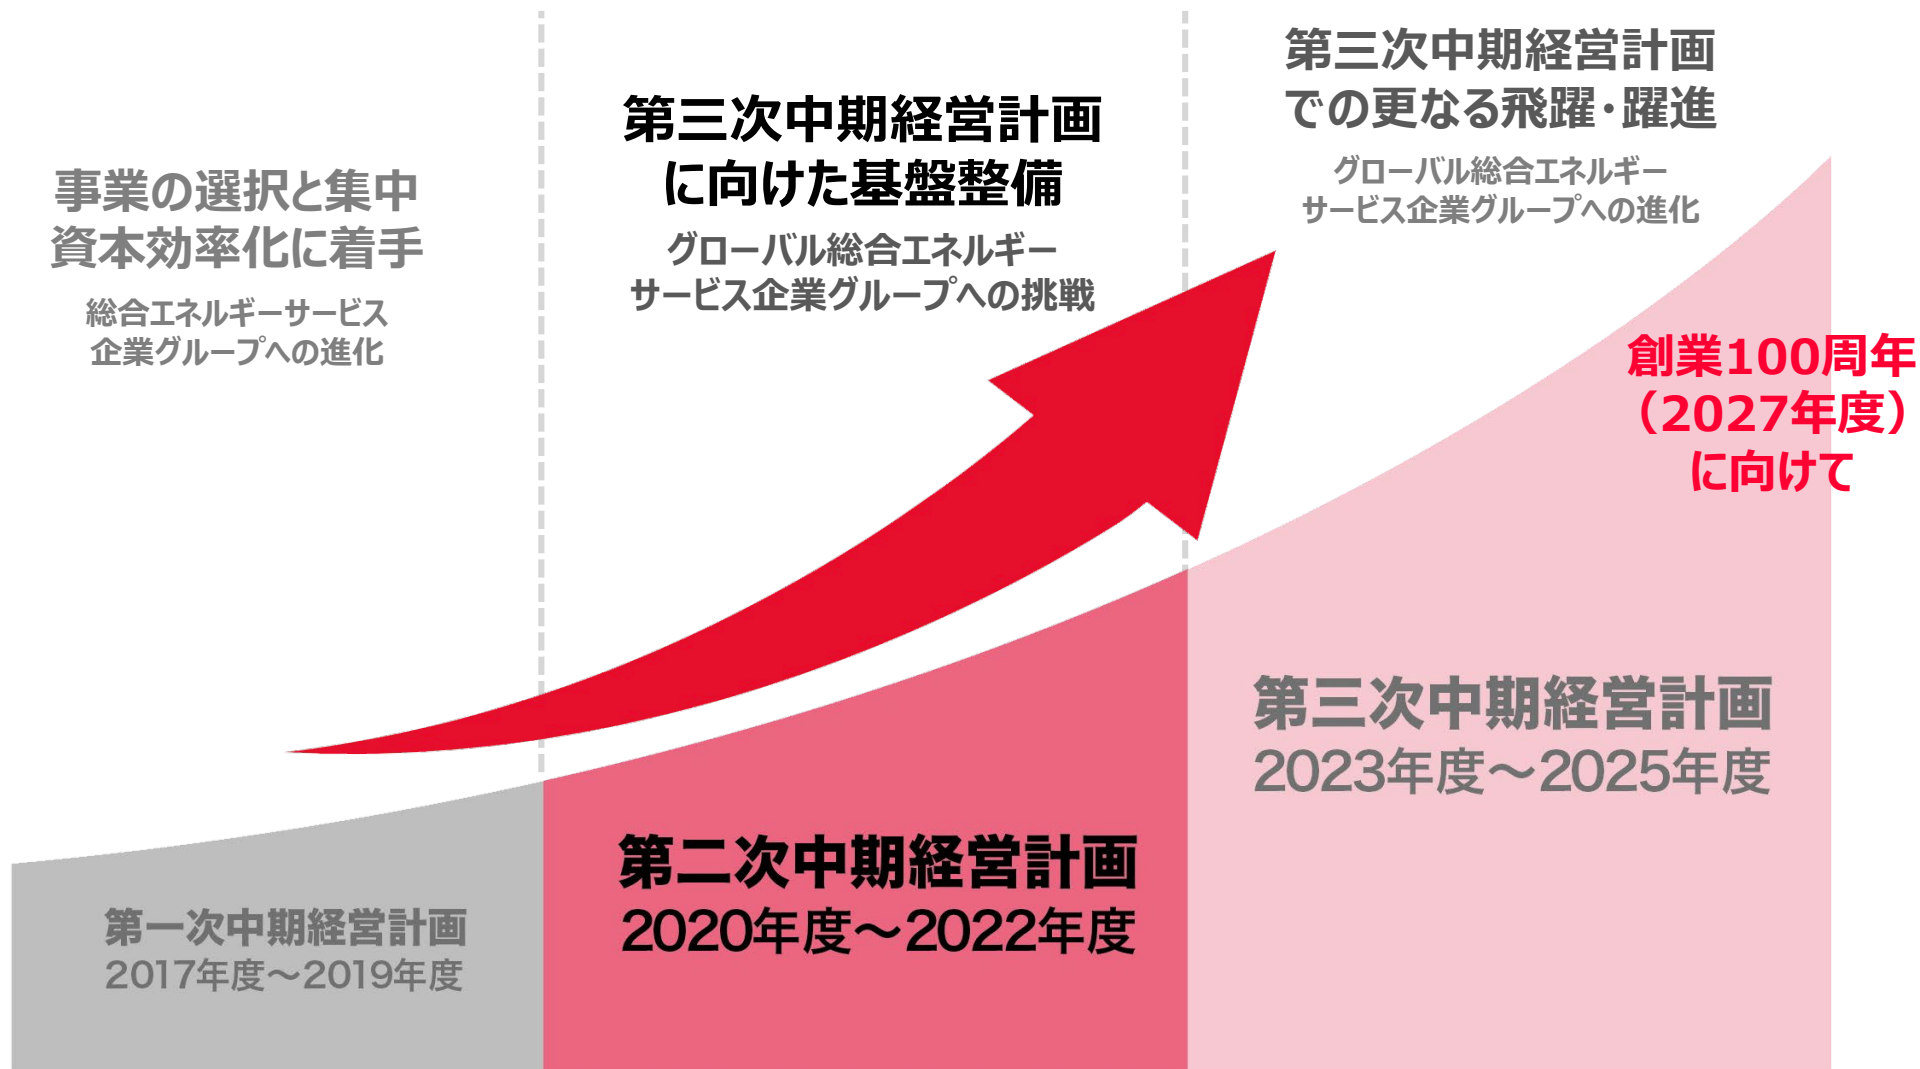 事業の選択と集中
資本効率化に着手
総合エネルギーサービス
企業グループへの進化
第三次中期経営計画
に向けた基盤整備
グローバル総合エネルギー
サービス企業グループへの挑戦
第三次中期経営計画
での更なる飛躍・躍進
グローバル総合エネルギー
サービス企業グループへの進化
創業100周年
（2027年度）
に向けて
第一次中期経営計画
2017年度～2019年度
第二次中期経営計画
2020年度～2022年度
第三次中期経営計画
2023年度～2025年度